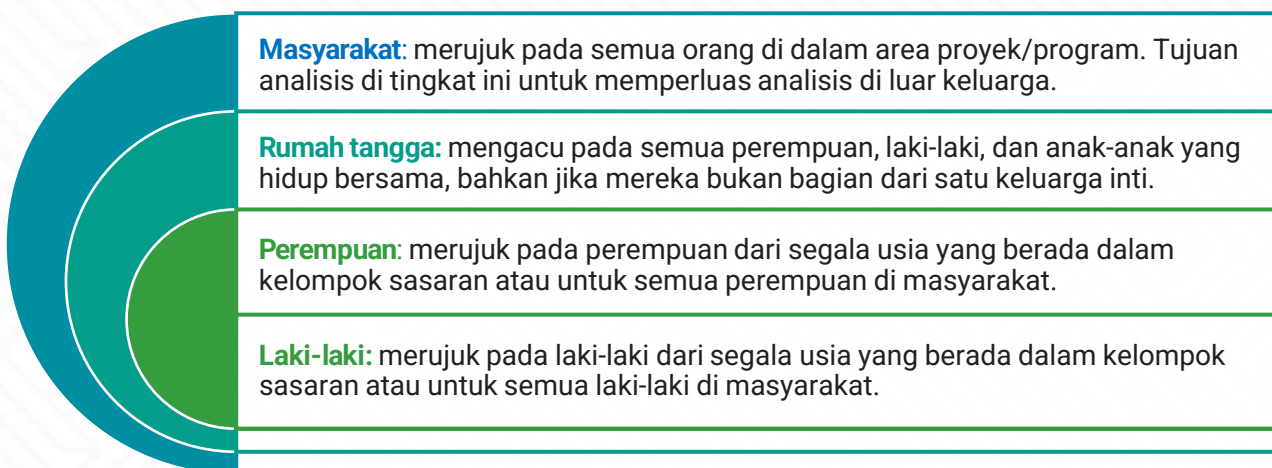 Masyarakat: merujuk pada semua orang di dalam area proyek/program. Tujuan
analisis di tingkat ini untuk memperluas analisis di luar keluarga.
Rumah tangga: mengacu pada semua perempuan, laki-laki, dan anak-anak yang
hidup bersama, bahkan jika mereka bukan bagian dari satu keluarga inti.
Perempuan: merujuk pada perempuan dari segala usia yang berada dalam
kelompok sasaran atau untuk semua perempuan di masyarakat.
Laki-laki: merujuk pada laki-laki dari segala usia yang berada dalam kelompok
sasaran atau untuk semua laki-laki di masyarakat.